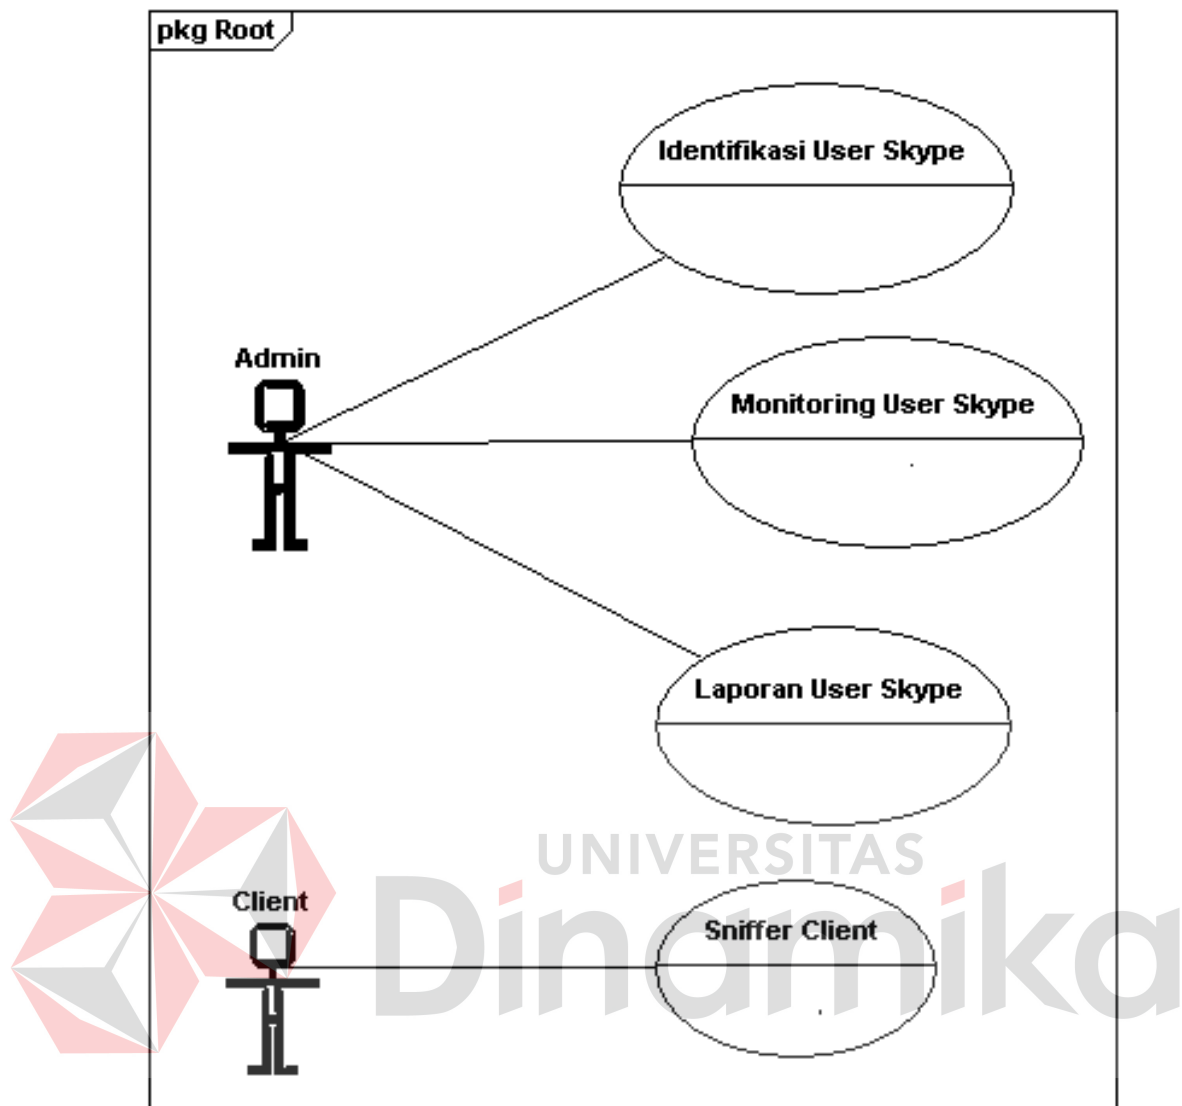 pkg Root
Identifikasi User Skype
Admin
Monitoring User Skype
Laporan User Skype
UNIVERSITAS
Dinamika
Client
Sniffer Client